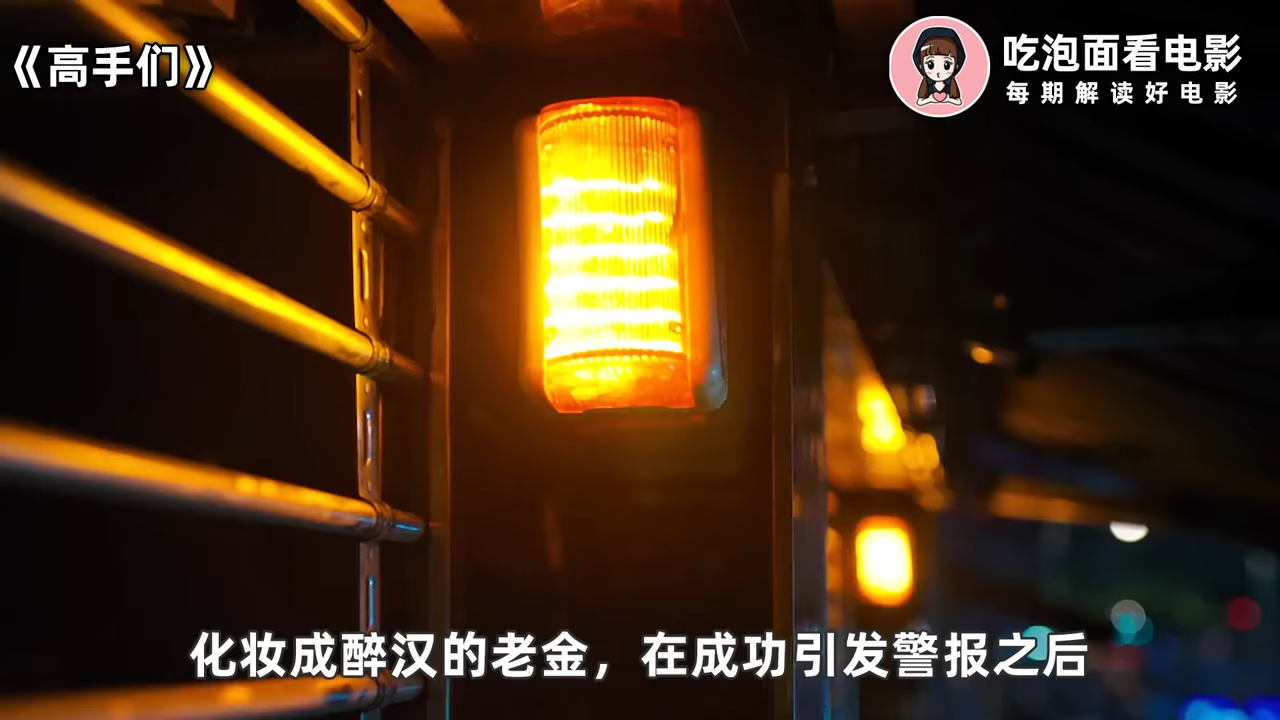 《高手们》
吃泡面看电影
每期解读好电影
化妆成醉汉的老金，在成功引发警报之后